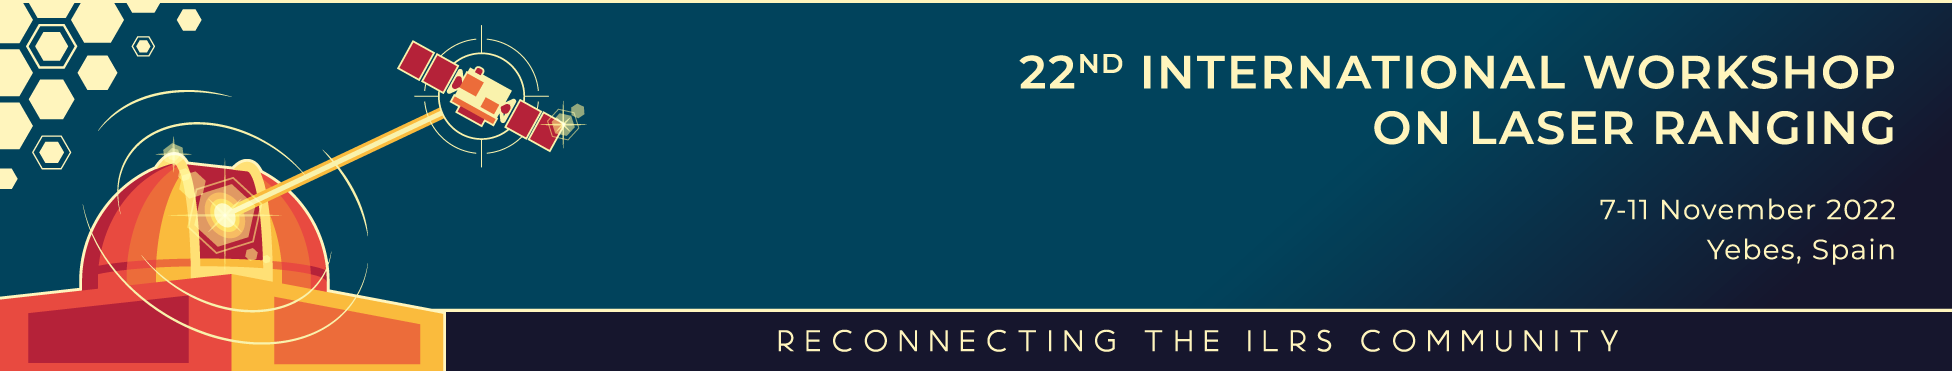 22ND INTERNATIONAL WORKSHOP
ON LASER RANGING
7-11 November 2022
Yebes, Spain
RECONNECTING THE ILRS COMMUNITY